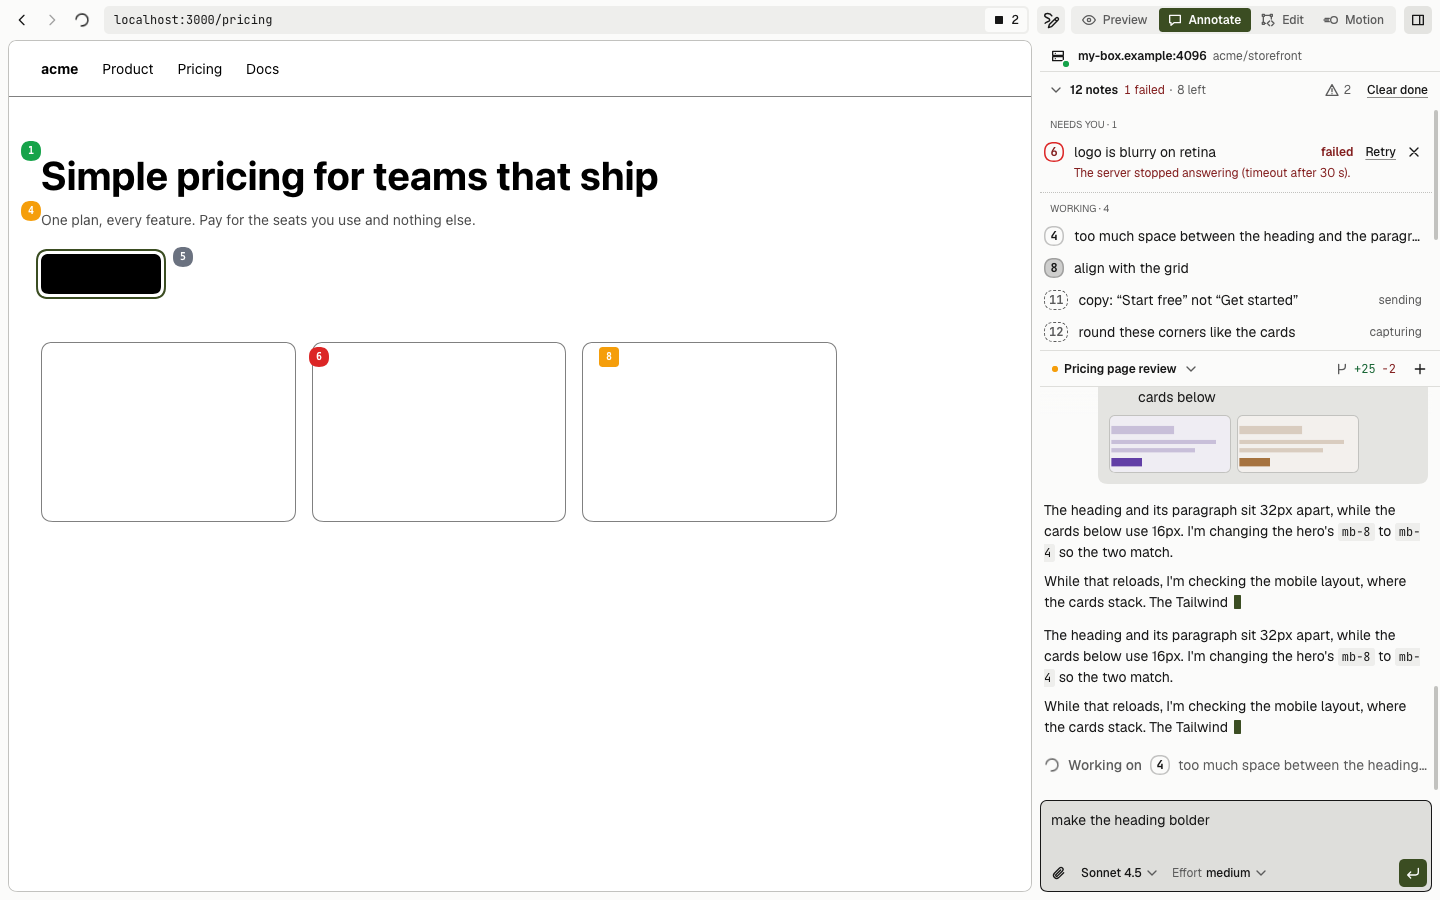 localhost:3000/pricing
2
Preview
Annotate
Edit
Motion
acme
Product
Pricing
Docs
1
Simple pricing for teams that ship
4
One plan, every feature. Pay for the seats you use and nothing else.
5
6
8
my-box.example:4096 acme/storefront
12 notes 1 failed · 8 left
2
Clear done
NEEDS YOU · 1
6 logo is blurry on retina failed Retry
The server stopped answering (timeout after 30 s).
WORKING · 4
4 too much space between the heading and the paragr…
8 align with the grid
11 copy: “Start free” not “Get started” sending
12 round these corners like the cards capturing
Pricing page review
+25 -2
cards below
The heading and its paragraph sit 32px apart, while the
cards below use 16px. I'm changing the hero's mb-8 to mb-
4 so the two match.
While that reloads, I'm checking the mobile layout, where
the cards stack. The Tailwind
The heading and its paragraph sit 32px apart, while the
cards below use 16px. I'm changing the hero's mb-8 to mb-
4 so the two match.
While that reloads, I'm checking the mobile layout, where
the cards stack. The Tailwind
Working on 4 too much space between the heading…
make the heading bolder
Sonnet 4.5
Effort medium